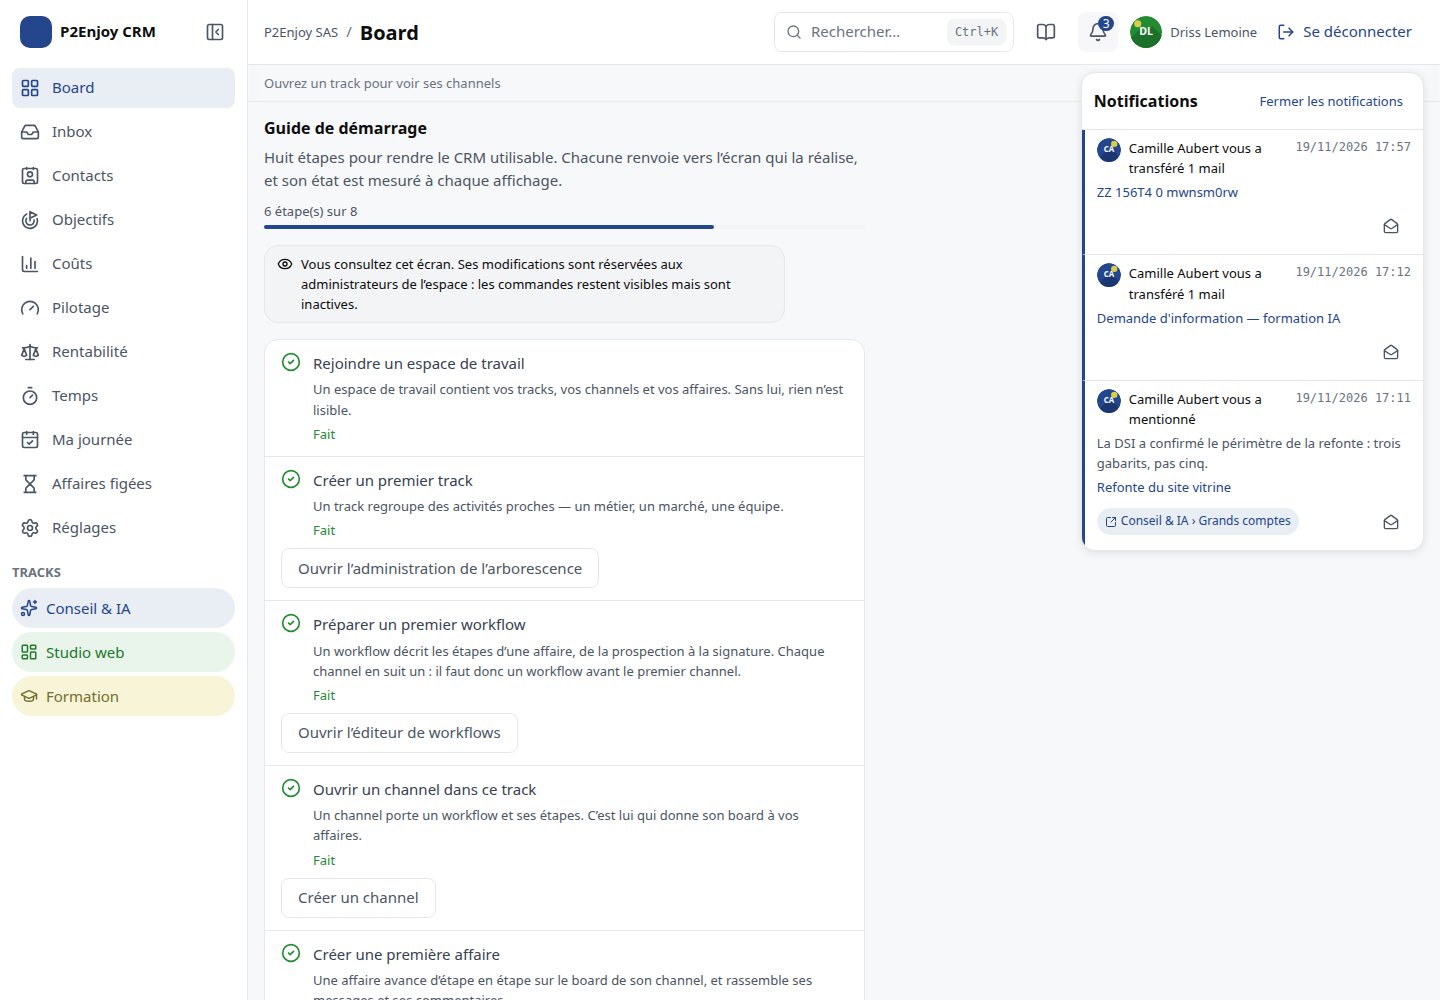 P2Enjoy CRM
Board
Inbox
Contacts
Objectifs
Coûts
Pilotage
Rentabilité
Temps
Ma journée
Affaires figées
Réglages
TRACKS
Conseil & IA
Studio web
Formation
P2Enjoy SAS / Board
Rechercher... Ctrl+K
3
DL Driss Lemoine
Se déconnecter
Ouvrez un track pour voir ses channels
Guide de démarrage
Huit étapes pour rendre le CRM utilisable. Chacune renvoie vers l’écran qui la réalise,
et son état est mesuré à chaque affichage.
6 étape(s) sur 8
Vous consultez cet écran. Ses modifications sont réservées aux
administrateurs de l’espace : les commandes restent visibles mais sont
inactives.
Rejoindre un espace de travail
Un espace de travail contient vos tracks, vos channels et vos affaires. Sans lui, rien n’est
lisible.
Fait
Créer un premier track
Un track regroupe des activités proches — un métier, un marché, une équipe.
Fait
Ouvrir l’administration de l’arborescence
Préparer un premier workflow
Un workflow décrit les étapes d’une affaire, de la prospection à la signature. Chaque
channel en suit un : il faut donc un workflow avant le premier channel.
Fait
Ouvrir l’éditeur de workflows
Ouvrir un channel dans ce track
Un channel porte un workflow et ses étapes. C’est lui qui donne son board à vos
affaires.
Fait
Créer un channel
Créer une première affaire
Une affaire avance d’étape en étape sur le board de son channel, et rassemble ses
messages et ses commentaires.
Notifications
Fermer les notifications
CA Camille Aubert vous a 19/11/2026 17:57
transféré 1 mail
ZZ 156T4 0 mwnsm0rw
CA Camille Aubert vous a 19/11/2026 17:12
transféré 1 mail
Demande d'information — formation IA
CA Camille Aubert vous a 19/11/2026 17:11
mentionné
La DSI a confirmé le périmètre de la refonte : trois
gabarits, pas cinq.
Refonte du site vitrine
Conseil & IA › Grands comptes